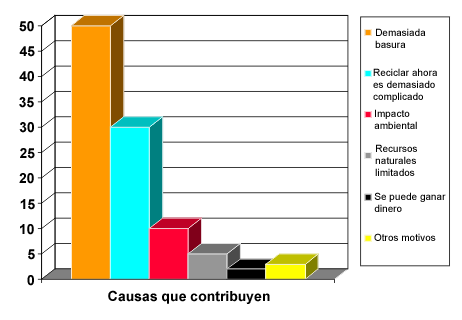 50
45
40
35
30
25
20
15
10
5
0
Causas que contribuyen
Demasiada
basura
Reciclar ahora
es demasiado
complicado
Impacto
ambiental
Recursos
naturales
limitados
Se puede ganar
dinero
Otros motivos